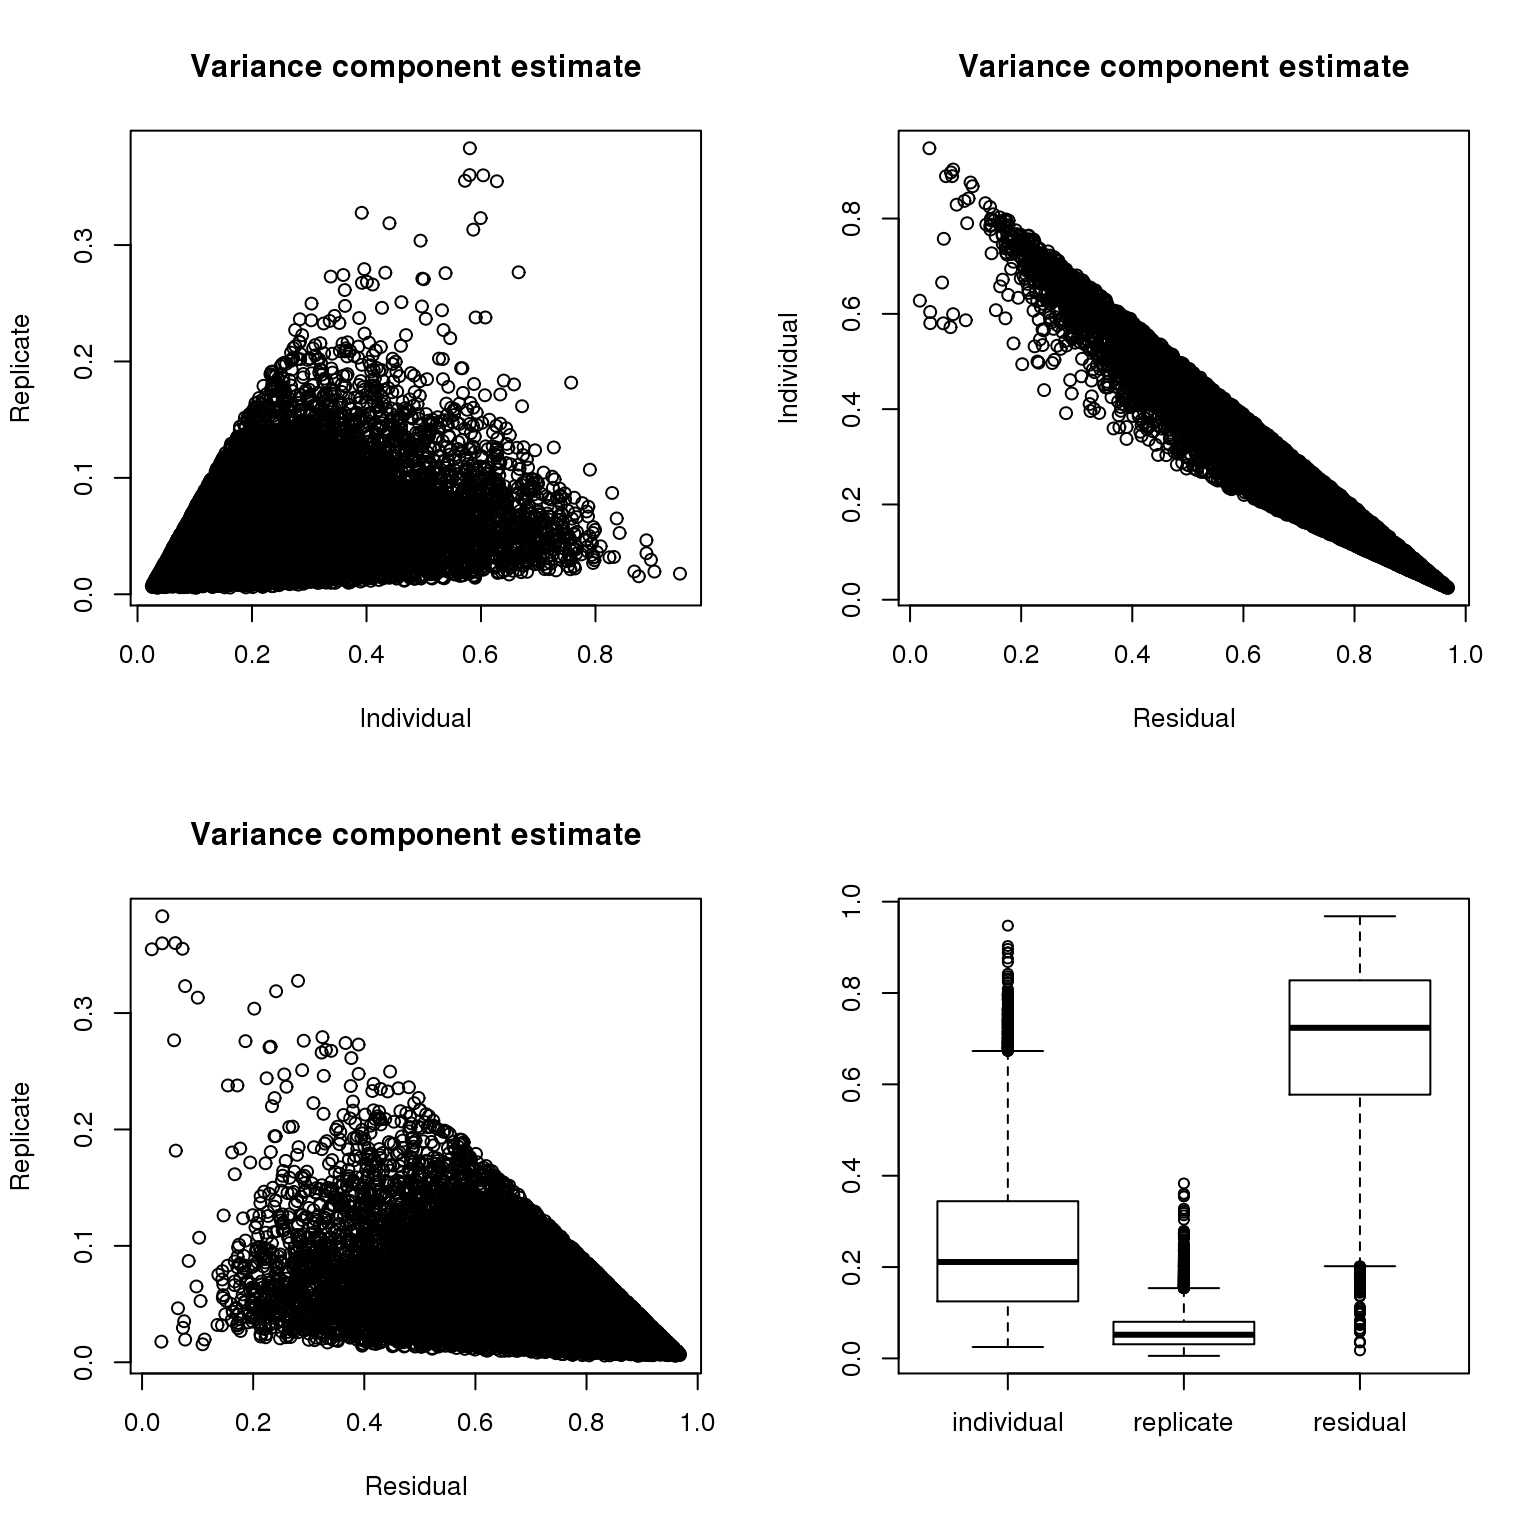 Variance component estimate
Replicate
0.3
0.2
0.1
0.0
0.0 0.2 0.4 0.6 0.8
Individual
Variance component estimate
Individual
0.8
0.6
0.4
0.2
0.0
0.0 0.2 0.4 0.6 0.8 1.0
Residual
Variance component estimate
Replicate
0.3
0.2
0.1
0.0
0.0 0.2 0.4 0.6 0.8 1.0
Residual
1.0
0.8
0.6
0.4
0.2
0.0
individual replicate residual